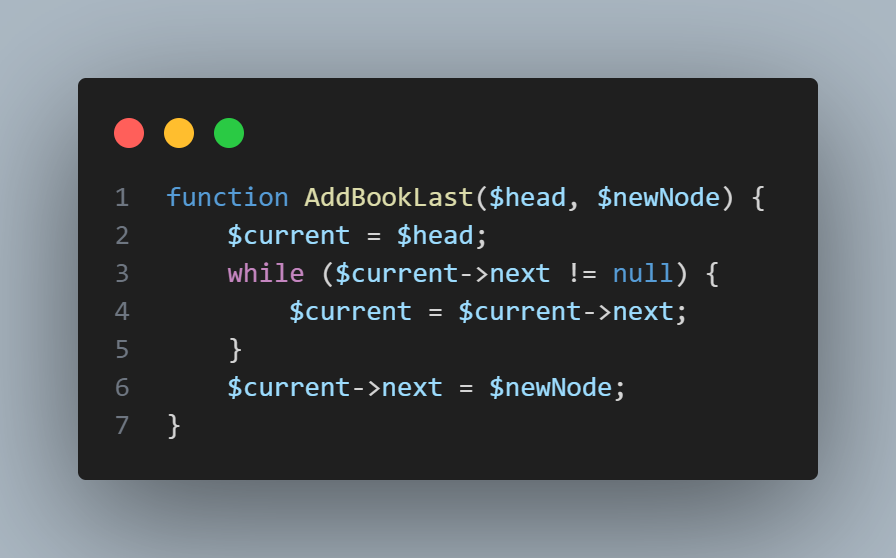 1 function AddBookLast($head, $newNode) {
2     $current = $head;
3     while ($current->next != null) {
4         $current = $current->next;
5     }
6     $current->next = $newNode;
7 }